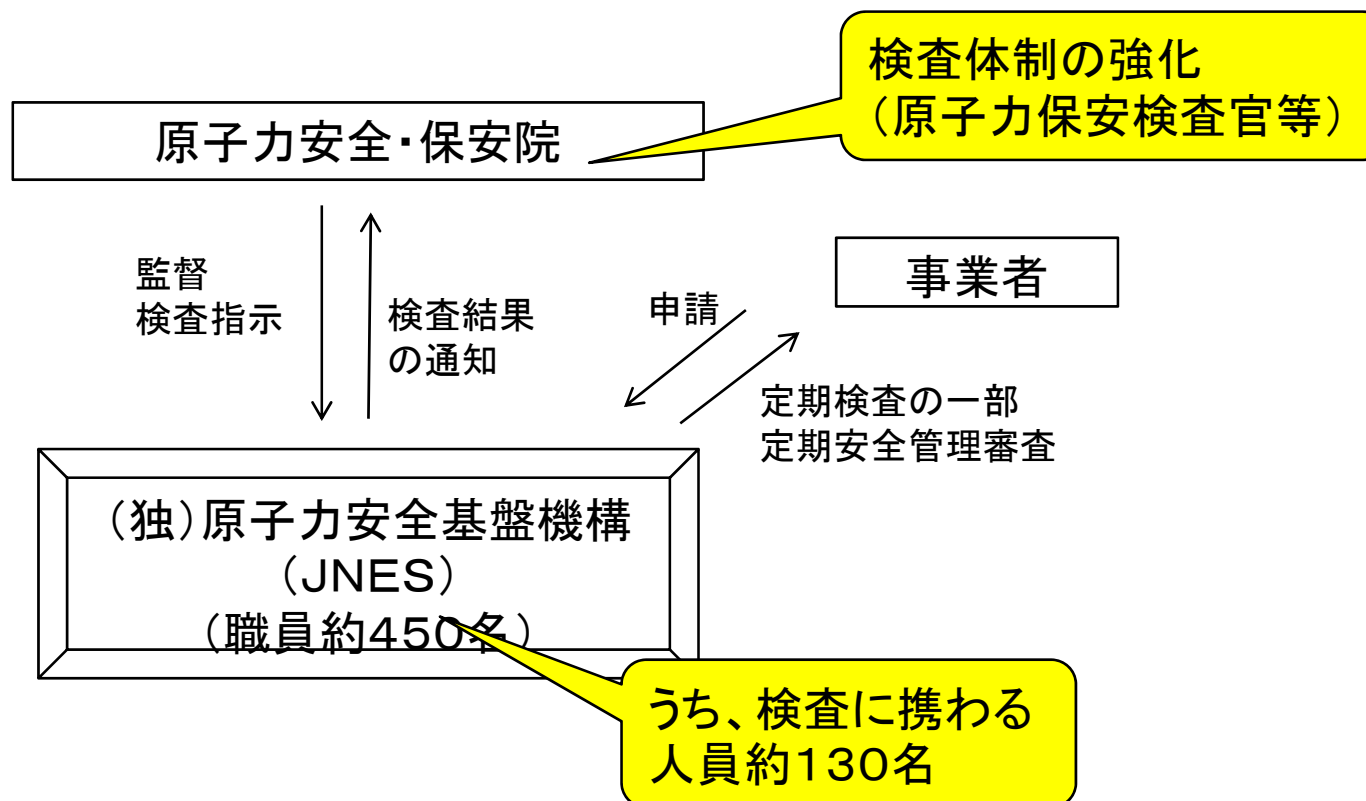 検査体制の強化
（原子力保安検査官等）
原子力安全・保安院
監督
検査指示
検査結果
の通知
申請
事業者
定期検査の一部
定期安全管理審査
（独）原子力安全基盤機構
（JNES）
（職員約450名）
うち、検査に携わる
人員約130名